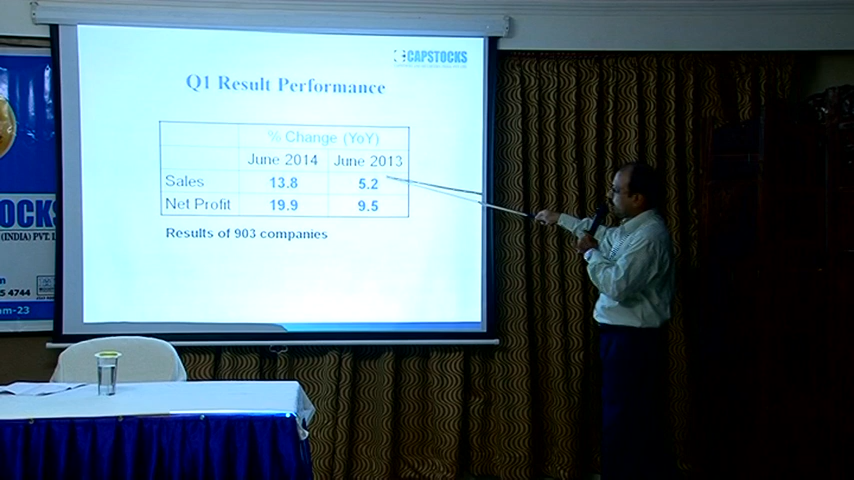 CAPSTOCKS
Q1 Result Performance
% Change (YoY)
June 2014 June 2013
Sales 13.8 5.2
Net Profit 19.9 9.5
Results of 903 companies
OCKS
(INDIA) PVT. L
5 4744
m-23